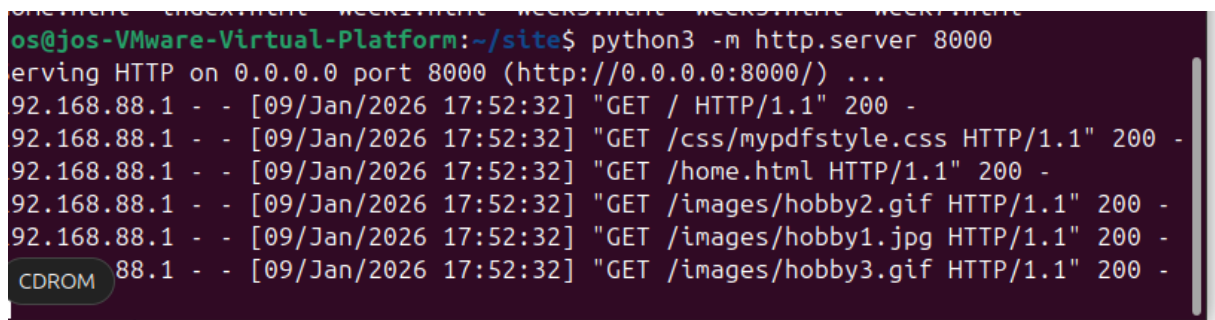 os@jos-VMware-Virtual-Platform:~/site$ python3 -m http.server 8000
erving HTTP on 0.0.0.0 port 8000 (http://0.0.0.0:8000/) ...
92.168.88.1 - - [09/Jan/2026 17:52:32] "GET / HTTP/1.1" 200 -
92.168.88.1 - - [09/Jan/2026 17:52:32] "GET /css/mypdfstyle.css HTTP/1.1" 200 -
92.168.88.1 - - [09/Jan/2026 17:52:32] "GET /home.html HTTP/1.1" 200 -
92.168.88.1 - - [09/Jan/2026 17:52:32] "GET /images/hobby2.gif HTTP/1.1" 200 -
92.168.88.1 - - [09/Jan/2026 17:52:32] "GET /images/hobby1.jpg HTTP/1.1" 200 -
88.1 - - [09/Jan/2026 17:52:32] "GET /images/hobby3.gif HTTP/1.1" 200 -
CDROM